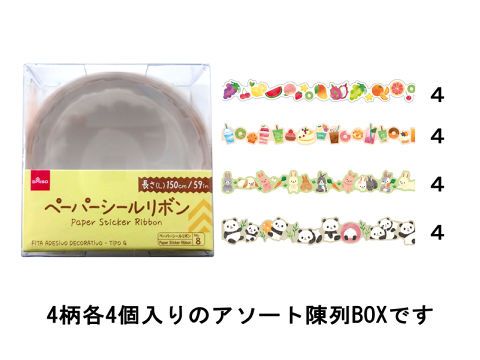 DAISO
長さ(L)150cm/59in.
ペーパーシールリボン
Paper Sticker Ribbon
FITA ADESIVO DECORATIVO - TIPO G
ペーパーシールリボン
Paper Sticker Ribbon
No.
8
4
4
4
4
4柄各4個入りのアソート陳列BOXです